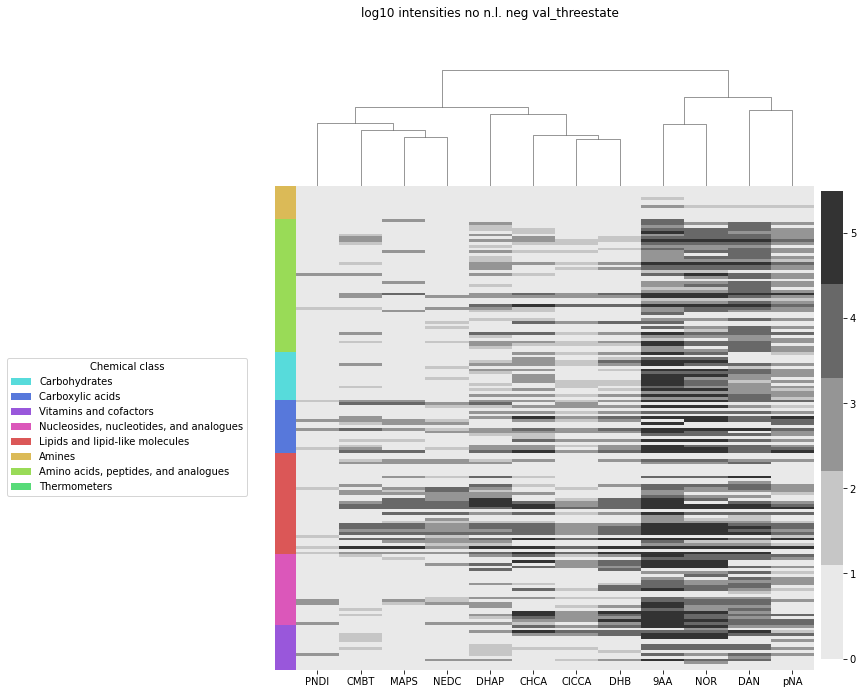 log10 intensities no n.l. neg val_threestate
5
4
3
2
1
0
Chemical class
Carbohydrates
Carboxylic acids
Vitamins and cofactors
Nucleosides, nucleotides, and analogues
Lipids and lipid-like molecules
Amines
Amino acids, peptides, and analogues
Thermometers
PNDI CMBT MAPS NEDC DHAP CHCA ClCCA DHB 9AA NOR DAN pNA